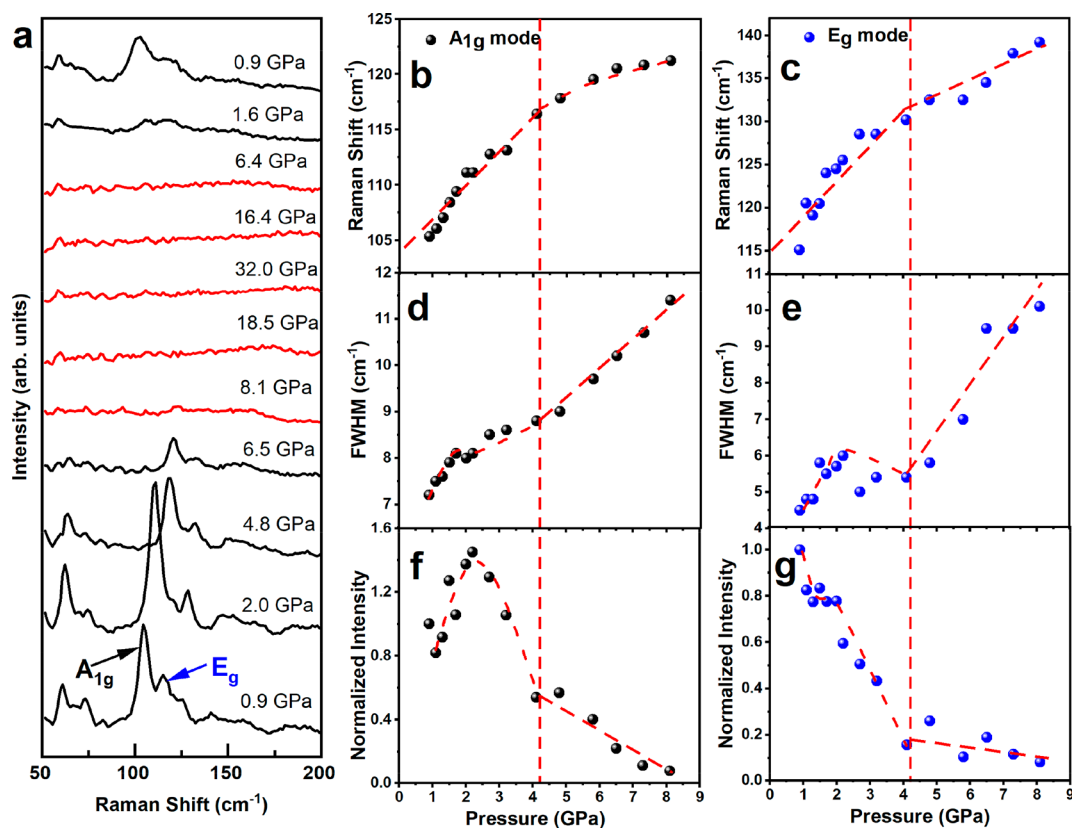 a
0.9 GPa
1.6 GPa
6.4 GPa
16.4 GPa
32.0 GPa
18.5 GPa
8.1 GPa
6.5 GPa
4.8 GPa
2.0 GPa
A1g
Eg
0.9 GPa
Intensity (arb. units)
50 100 150 200
Raman Shift (cm-1)
b
A1g mode
Raman Shift (cm-1)
125
120
115
110
105
c
Eg mode
Raman Shift (cm-1)
140
135
130
125
120
115
d
FWHM (cm-1)
12
11
10
9
8
7
e
FWHM (cm-1)
11
10
9
8
7
6
5
4
f
Normalized Intensity
1.6
1.2
0.8
0.4
0.0
0 1 2 3 4 5 6 7 8 9
Pressure (GPa)
g
Normalized Intensity
1.0
0.8
0.6
0.4
0.2
0.0
0 1 2 3 4 5 6 7 8 9
Pressure (GPa)